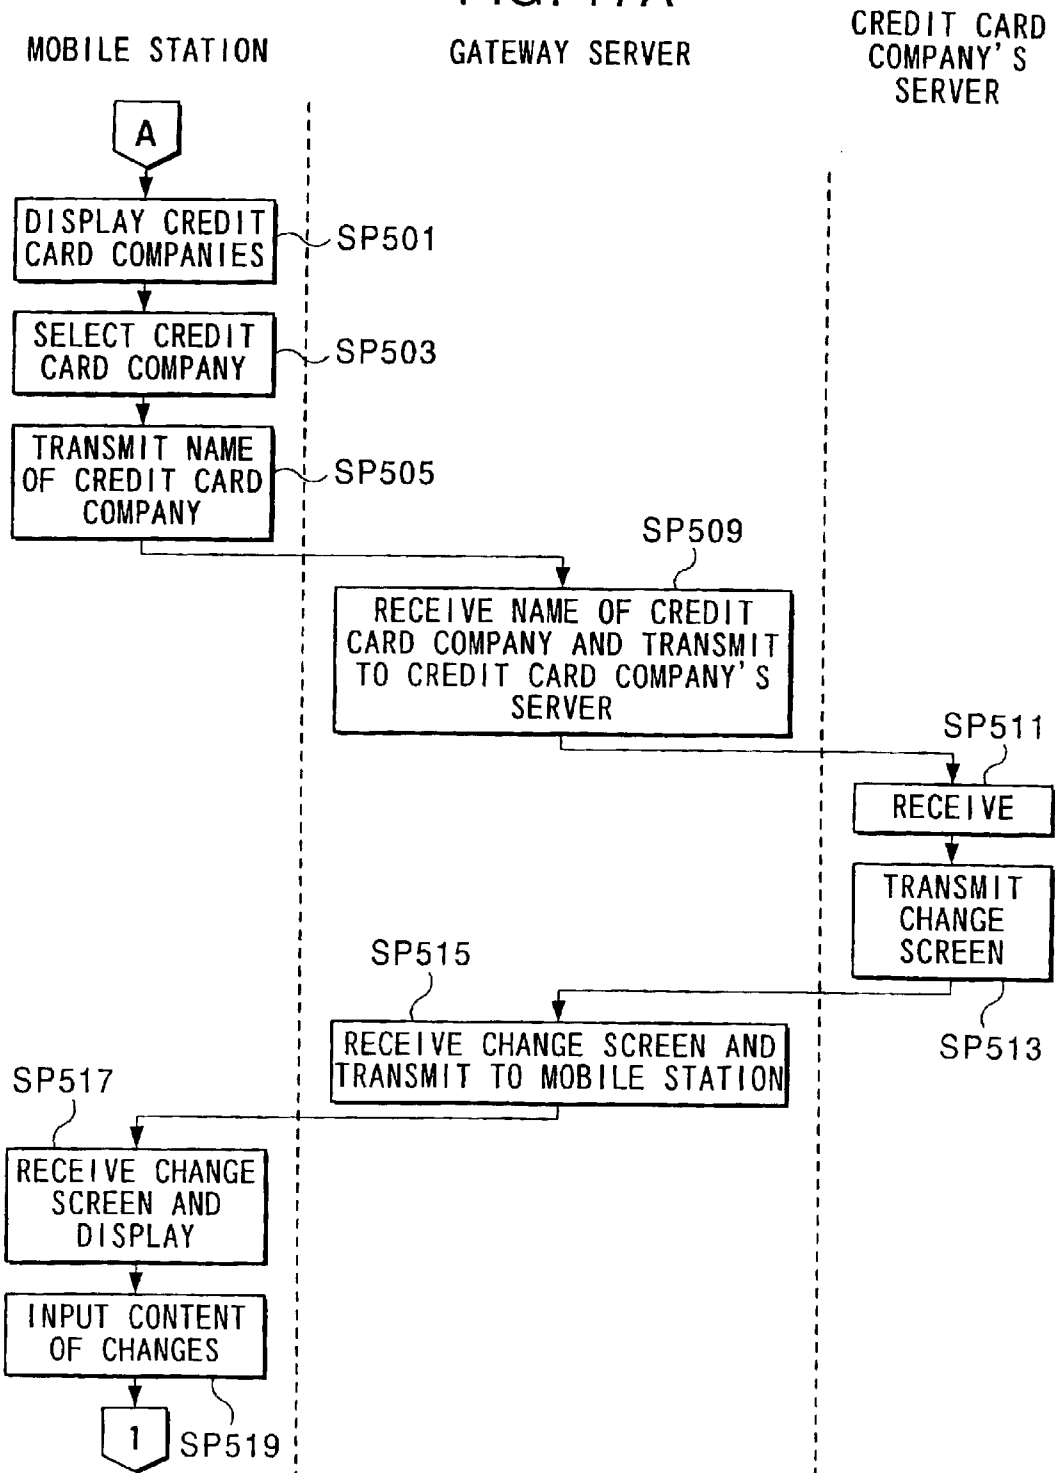 MOBILE STATION
GATEWAY SERVER
CREDIT CARD
COMPANY'S
SERVER
A
DISPLAY CREDIT
CARD COMPANIES
SP501
SELECT CREDIT
CARD COMPANY
SP503
TRANSMIT NAME
OF CREDIT CARD
COMPANY
SP505
SP509
RECEIVE NAME OF CREDIT
CARD COMPANY AND TRANSMIT
TO CREDIT CARD COMPANY'S
SERVER
SP511
RECEIVE
TRANSMIT
CHANGE
SCREEN
SP513
SP515
RECEIVE CHANGE SCREEN AND
TRANSMIT TO MOBILE STATION
SP517
RECEIVE CHANGE
SCREEN AND
DISPLAY
INPUT CONTENT
OF CHANGES
SP519
1